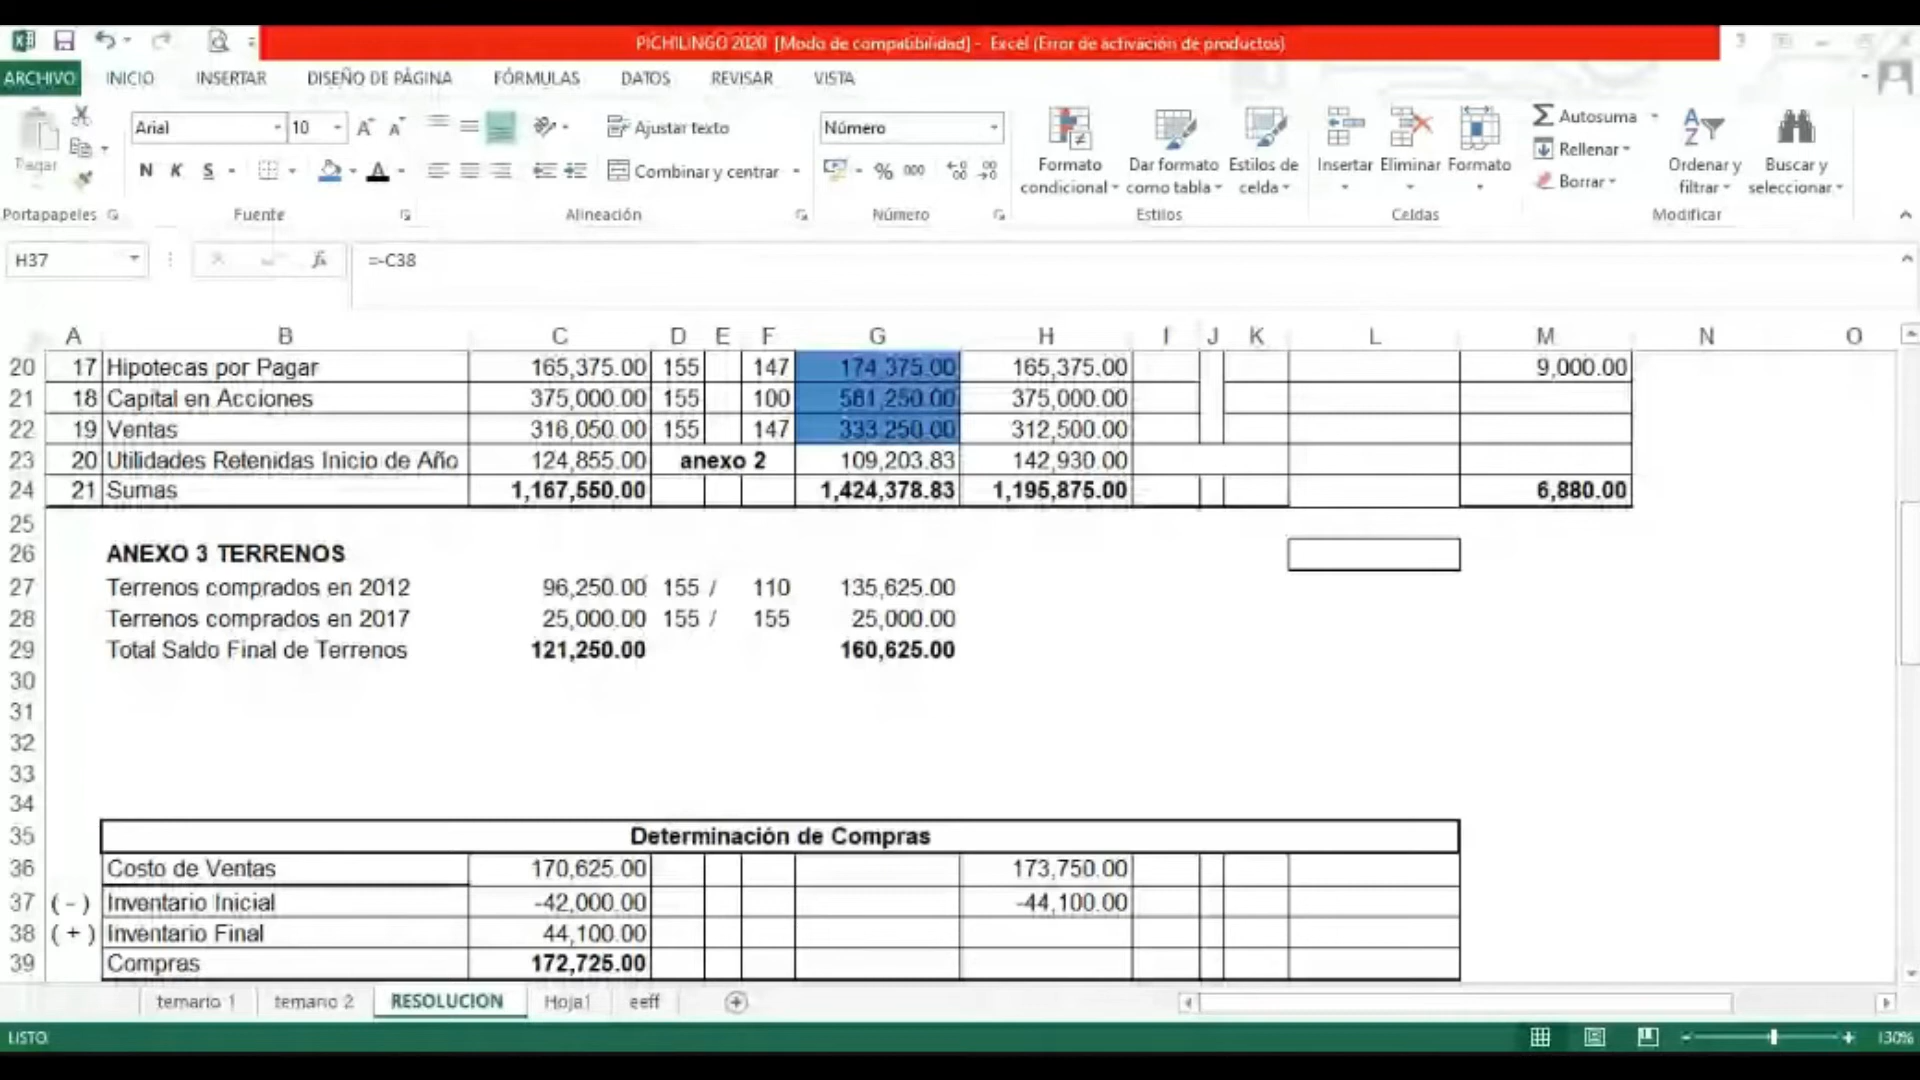 PICHILINGO 2020 [Modo de compatibilidad] - Excel (Error de activación de productos)
ARCHIVO INICIO INSERTAR DISEÑO DE PÁGINA FÓRMULAS DATOS REVISAR VISTA
Arial 10 Ajustar texto Número Autosuma
Pegar N K S Combinar y centrar % 000 Formato Dar formato Estilos de Insertar Eliminar Formato Rellenar Ordenar y Buscar y
condicional como tabla celda Borrar filtrar seleccionar
Portapapeles Fuente Alineación Número Estilos Celdas Modificar
H37 fx =-C38
A B C D E F G H I J K L M N O
20 17 Hipotecas por Pagar 165,375.00 155 147 174,375.00 165,375.00 9,000.00
21 18 Capital en Acciones 375,000.00 155 100 581,250.00 375,000.00
22 19 Ventas 316,050.00 155 147 333,250.00 312,500.00
23 20 Utilidades Retenidas Inicio de Año 124,855.00 anexo 2 109,203.83 142,930.00
24 21 Sumas 1,167,550.00 1,424,378.83 1,195,875.00 6,880.00
25
26 ANEXO 3 TERRENOS
27 Terrenos comprados en 2012 96,250.00 155 / 110 135,625.00
28 Terrenos comprados en 2017 25,000.00 155 / 155 25,000.00
29 Total Saldo Final de Terrenos 121,250.00 160,625.00
30
31
32
33
34
35 Determinación de Compras
36 Costo de Ventas 170,625.00 173,750.00
37 ( - ) Inventario Inicial -42,000.00 -44,100.00
38 ( + ) Inventario Final 44,100.00
39 Compras 172,725.00
temario 1 temario 2 RESOLUCION Hoja1 eeff
LISTO 130%